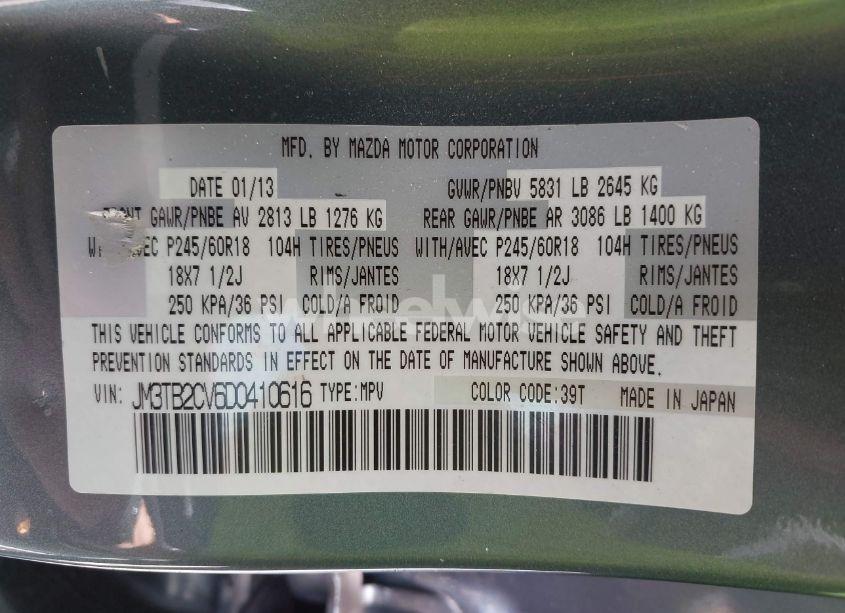 MFD. BY MAZDA MOTOR CORPORATION
DATE 01/13 GVWR/PNBV 5831 LB 2645 KG
FRONT GAWR/PNBE AV 2813 LB 1276 KG REAR GAWR/PNBE AR 3086 LB 1400 KG
WITH/AVEC P245/60R18 104H TIRES/PNEUS WITH/AVEC P245/60R18 104H TIRES/PNEUS
18X7 1/2J RIMS/JANTES 18X7 1/2J RIMS/JANTES
250 KPA/36 PSI COLD/A FROID 250 KPA/36 PSI COLD/A FROID
wheelwise
THIS VEHICLE CONFORMS TO ALL APPLICABLE FEDERAL MOTOR VEHICLE SAFETY AND THEFT
PREVENTION STANDARDS IN EFFECT ON THE DATE OF MANUFACTURE SHOWN ABOVE.
VIN: JM3TB2CV6D0410616 TYPE:MPV COLOR CODE:39T MADE IN JAPAN